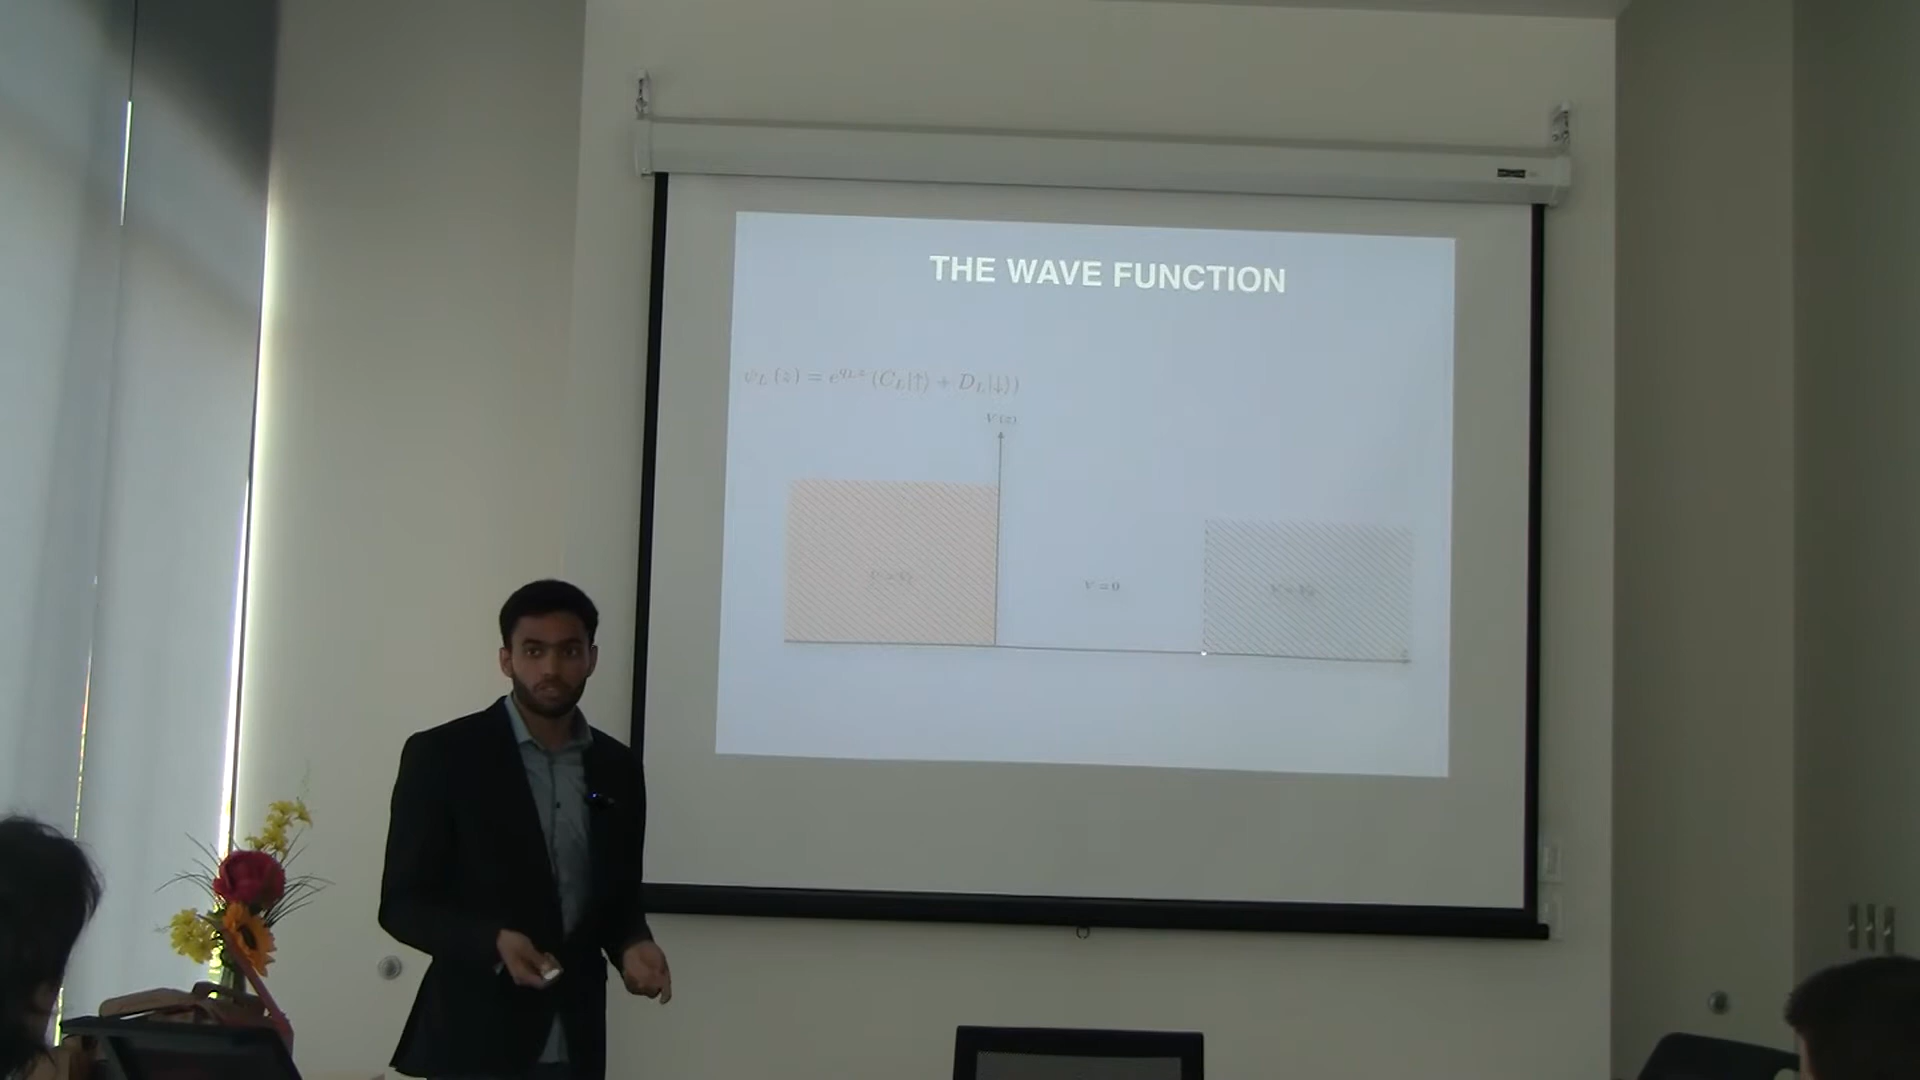 THE WAVE FUNCTION
ψ_L(z) = e^{q_L z}(C_L|↑⟩ + D_L|↓⟩)
V(z)
V = 0